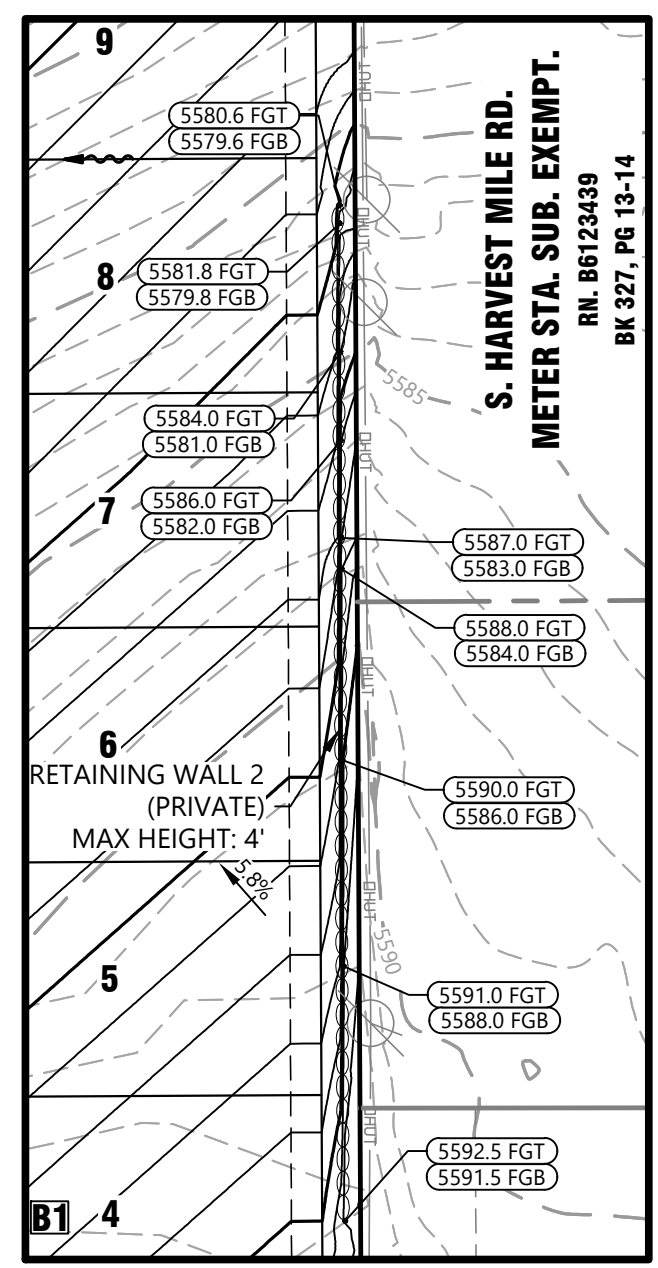 9
5580.6 FGT
5579.6 FGB
S. HARVEST MILE RD.
METER STA. SUB. EXEMPT.
RN. B6123439
BK 327, PG 13-14
8
5581.8 FGT
5579.8 FGB
5585
5584.0 FGT
5581.0 FGB
7
5586.0 FGT
5582.0 FGB
5587.0 FGT
5583.0 FGB
5588.0 FGT
5584.0 FGB
6
RETAINING WALL 2
(PRIVATE)
MAX HEIGHT: 4'
5590.0 FGT
5586.0 FGB
5.8%
5590
5
5591.0 FGT
5588.0 FGB
5592.5 FGT
5591.5 FGB
B1
4